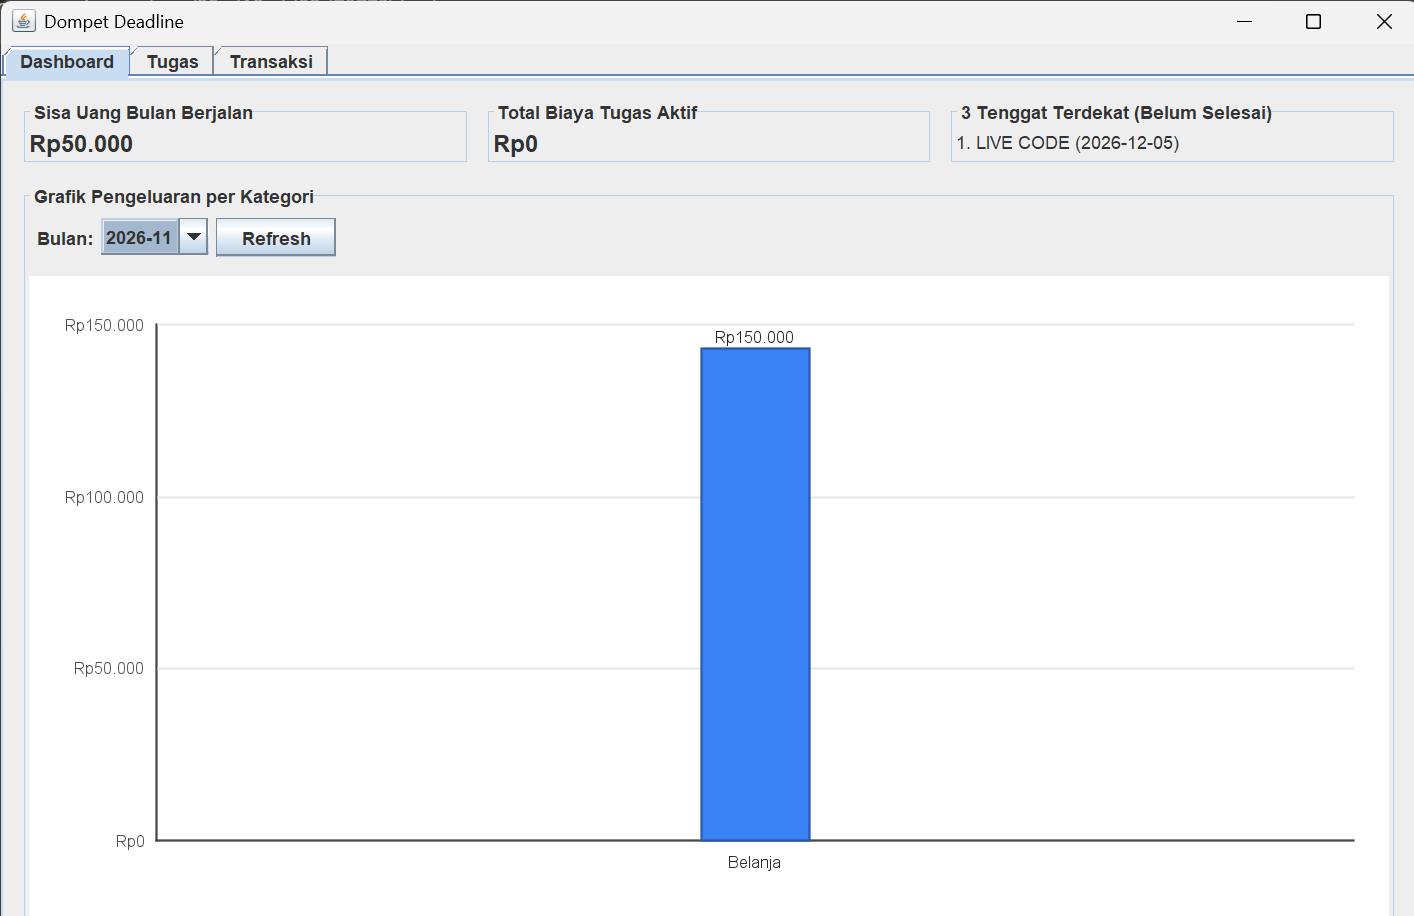 Dompet Deadline
Dashboard Tugas Transaksi
Sisa Uang Bulan Berjalan
Rp50.000
Total Biaya Tugas Aktif
Rp0
3 Tenggat Terdekat (Belum Selesai)
1. LIVE CODE (2026-12-05)
Grafik Pengeluaran per Kategori
Bulan: 2026-11 Refresh
Rp150.000
Rp150.000
Rp100.000
Rp50.000
Rp0
Belanja